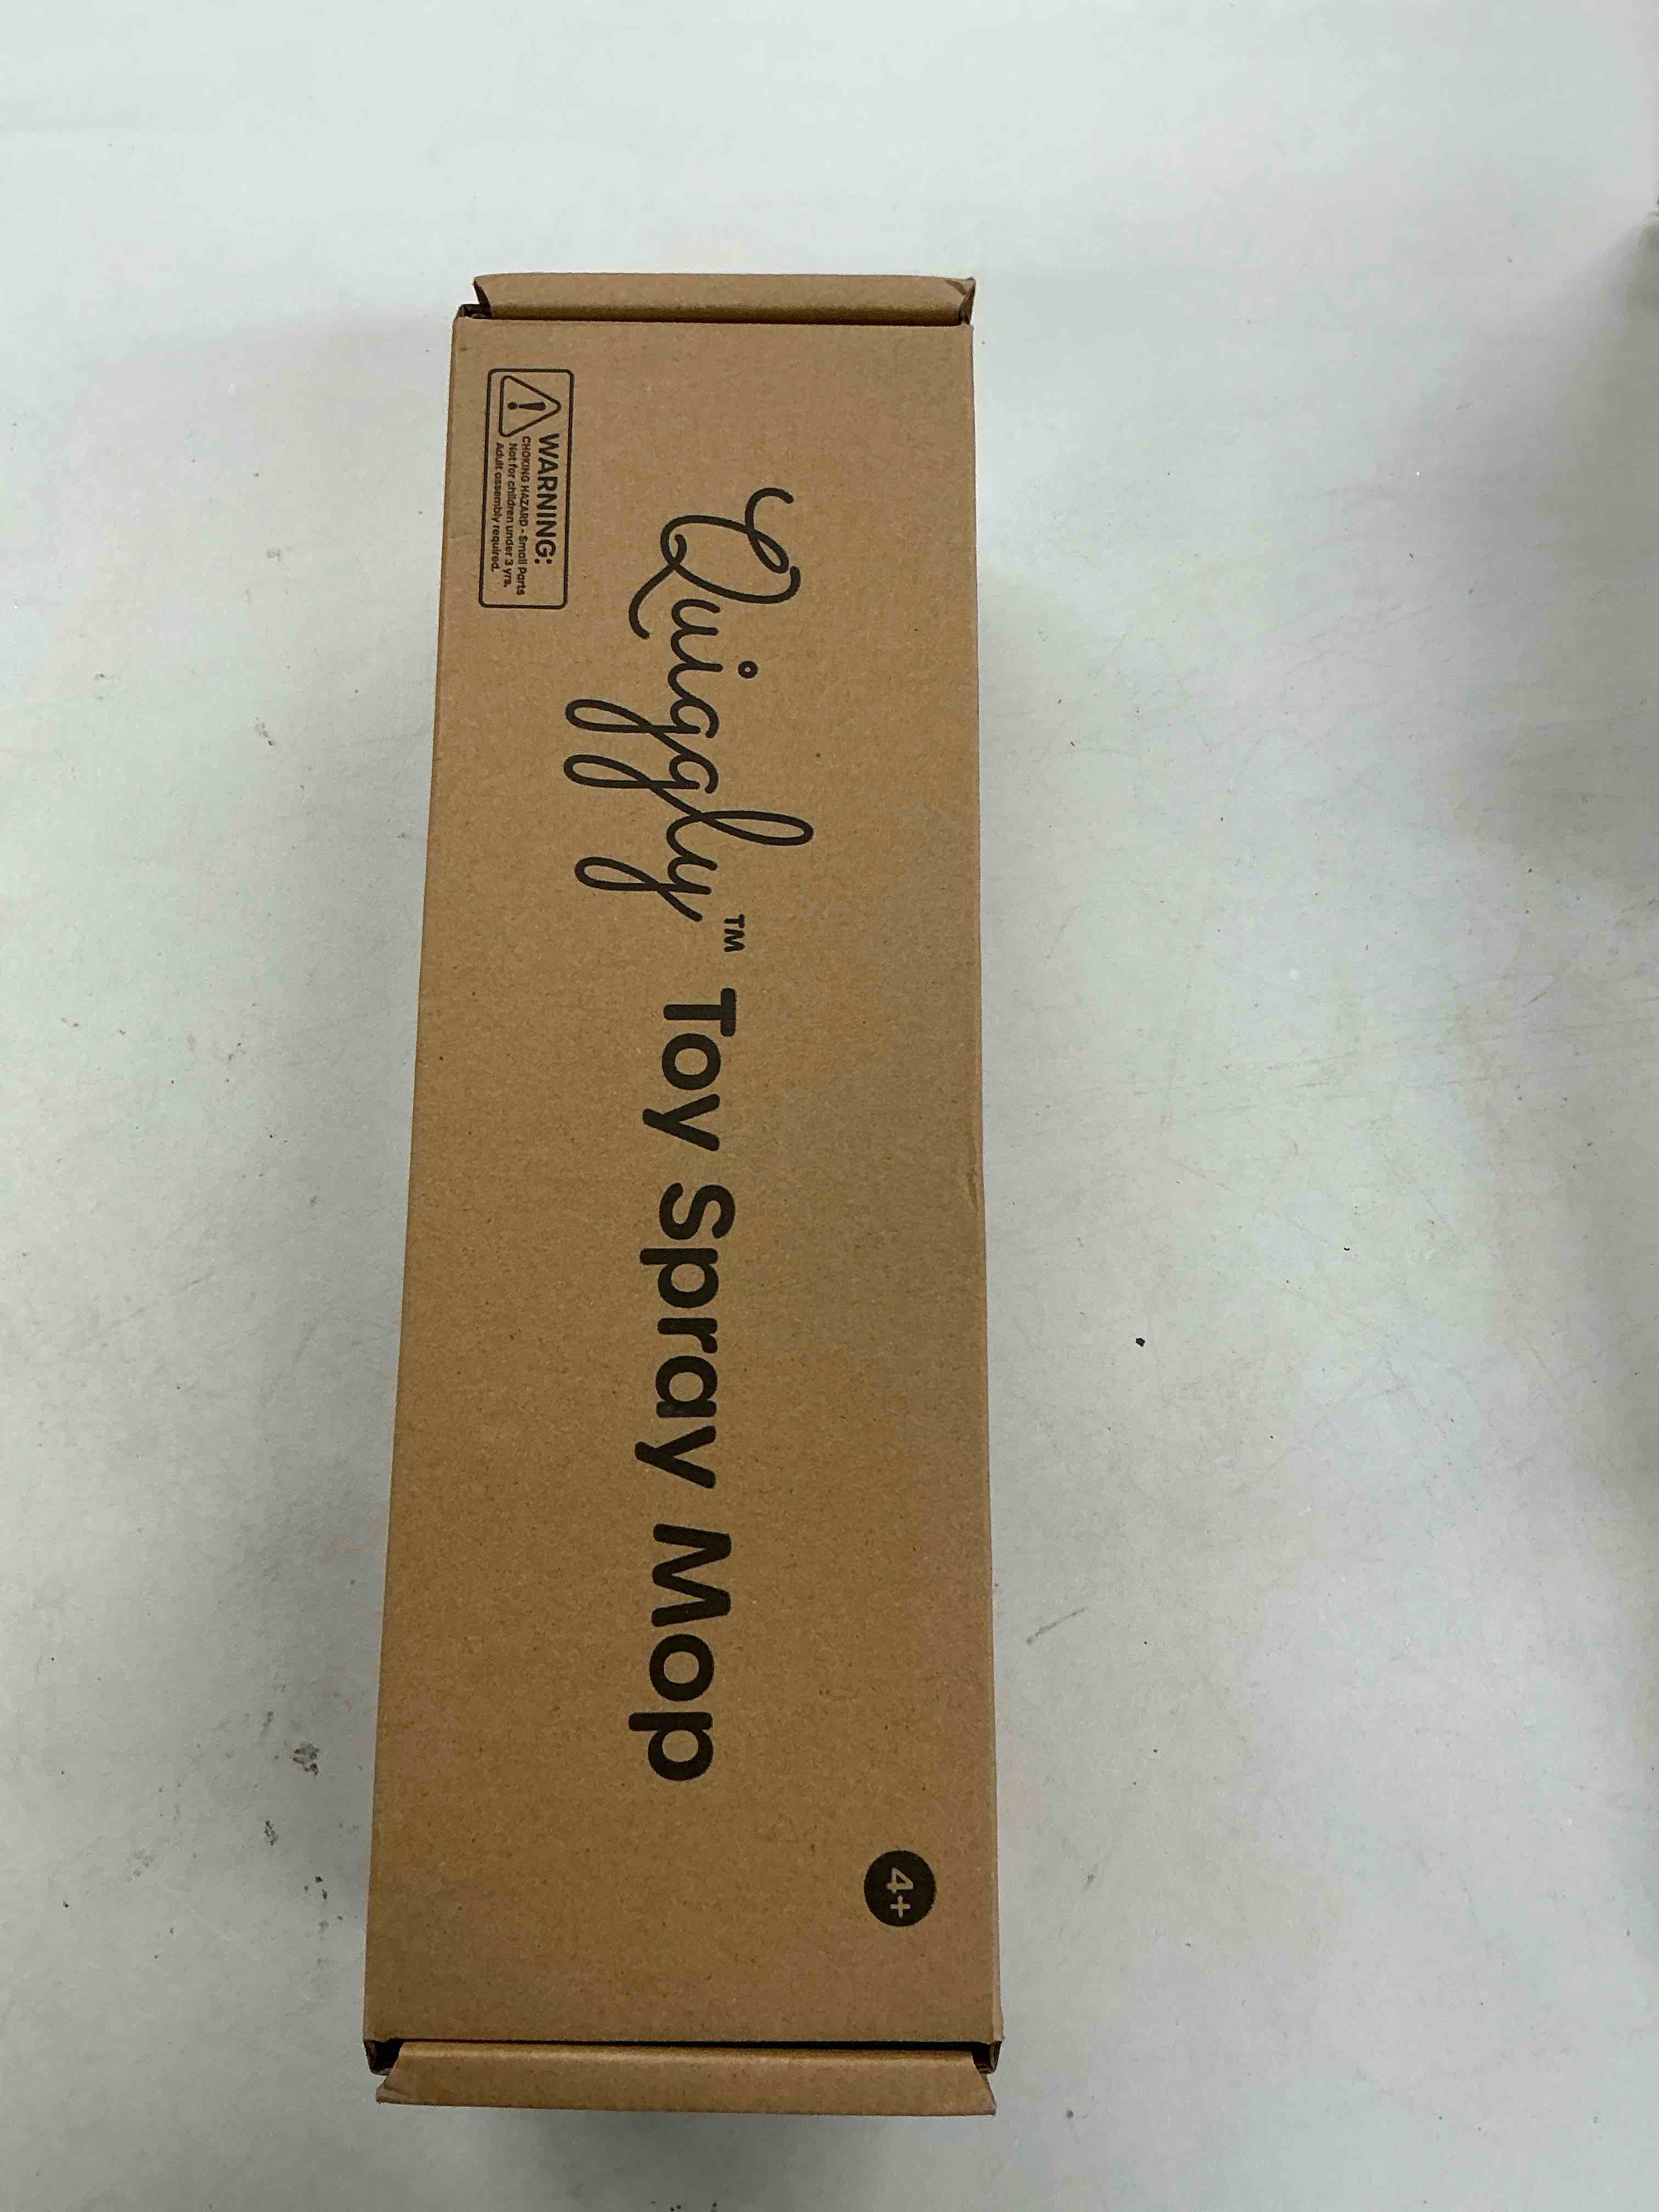 Quiggly™ Toy Spray Mop
4+
WARNING:
CHOKING HAZARD - Small Parts
Not for children under 3 yrs.
Adult assembly required.